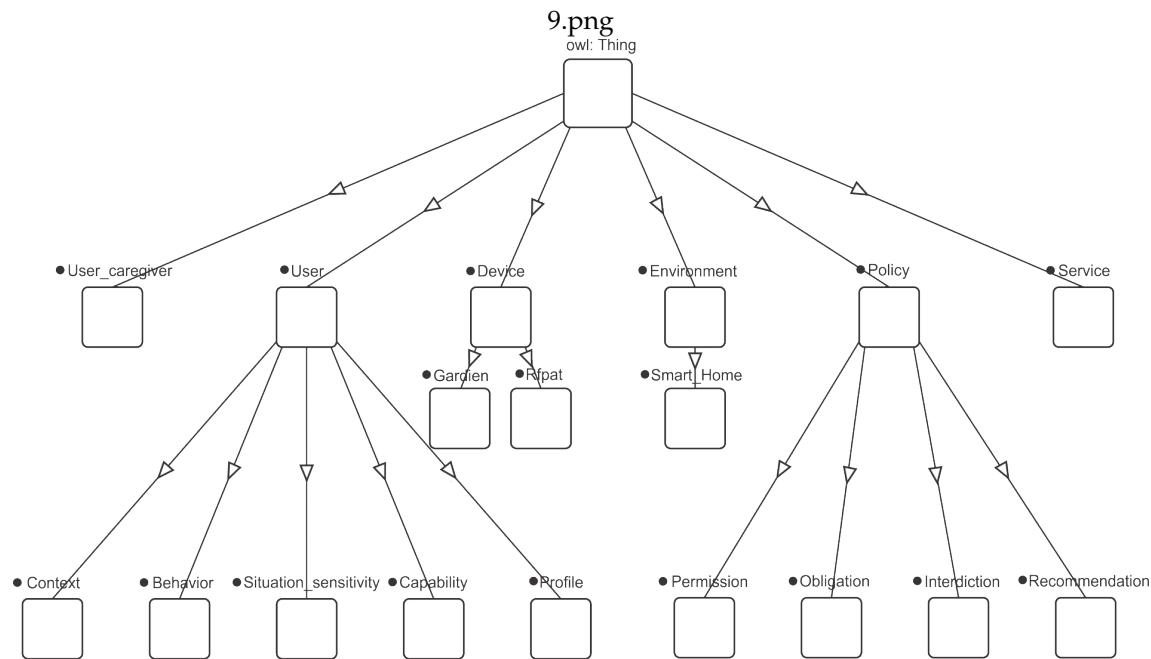 9.png
owl: Thing
User_caregiver
User
Device
Environment
Policy
Service
Gardien
Rfpat
Smart_Home
Context
Behavior
Situation_sensitivity
Capability
Profile
Permission
Obligation
Interdiction
Recommendation